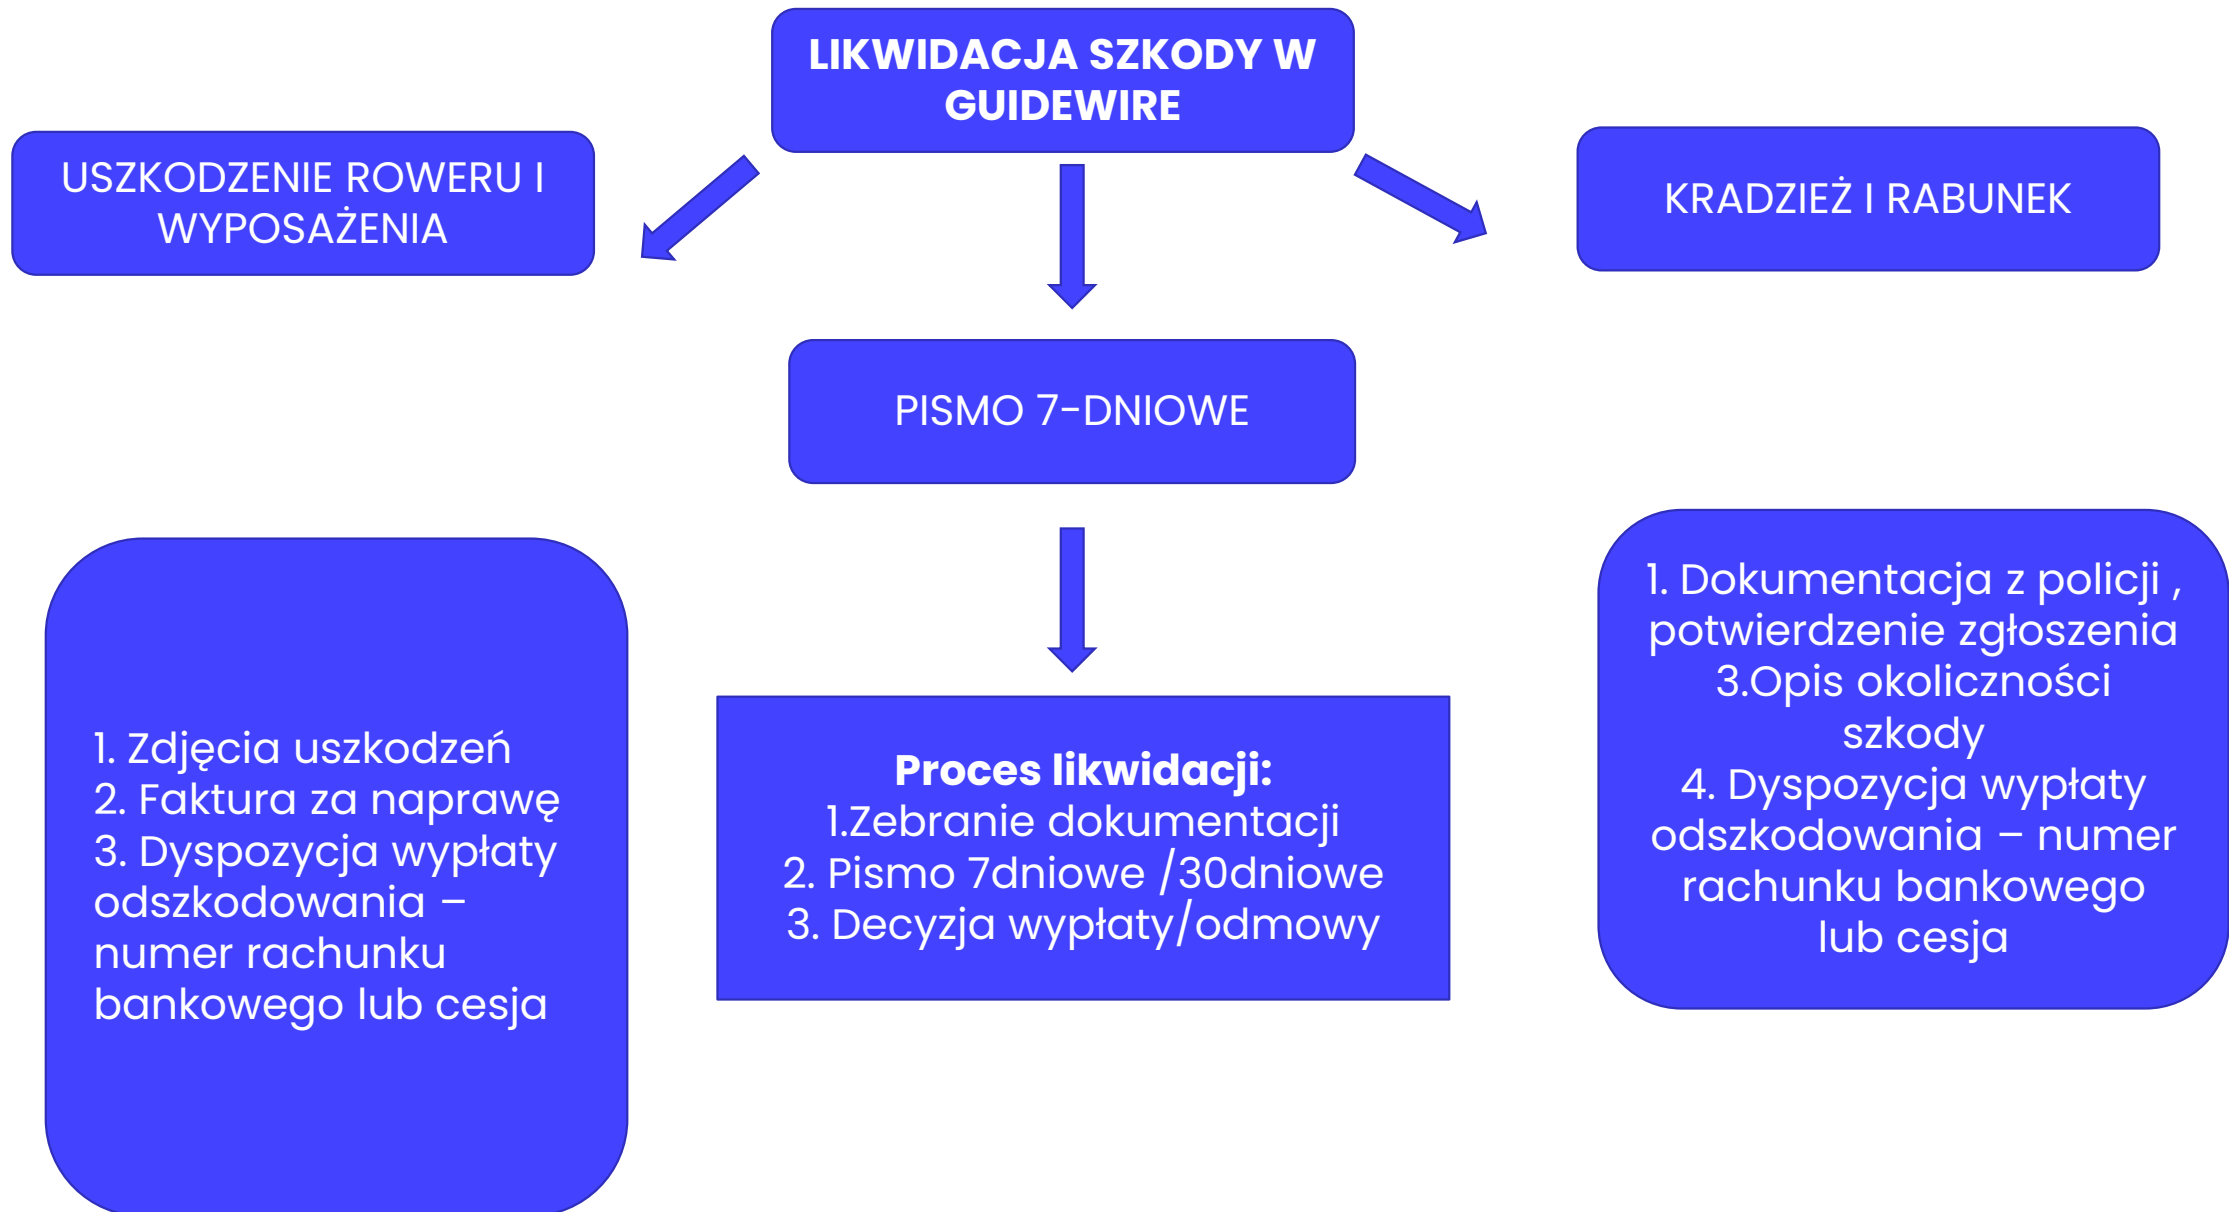 LIKWIDACJA SZKODY W
GUIDEWIRE
USZKODZENIE ROWERU I
WYPOSAŻENIA
KRADZIEŻ I RABUNEK
PISMO 7-DNIOWE
1. Zdjęcia uszkodzeń
2. Faktura za naprawę
3. Dyspozycja wypłaty
odszkodowania –
numer rachunku
bankowego lub cesja
Proces likwidacji:
1.Zebranie dokumentacji
2. Pismo 7dniowe /30dniowe
3. Decyzja wypłaty/odmowy
1. Dokumentacja z policji ,
potwierdzenie zgłoszenia
3.Opis okoliczności
szkody
4. Dyspozycja wypłaty
odszkodowania – numer
rachunku bankowego
lub cesja